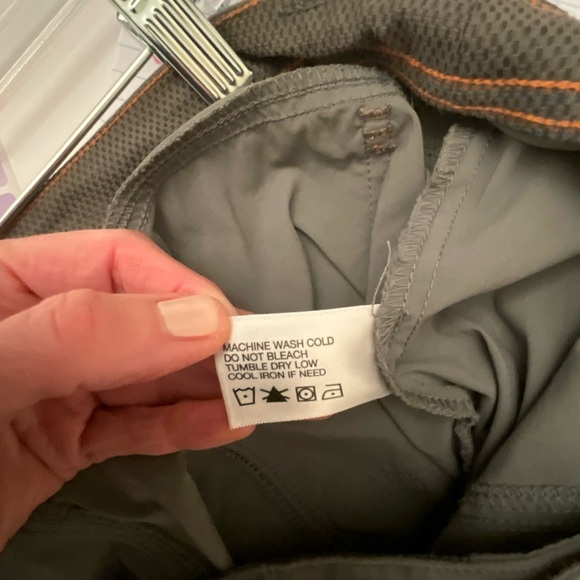 MACHINE WASH COLD
DO NOT BLEACH
TUMBLE DRY LOW
COOL IRON IF NEED